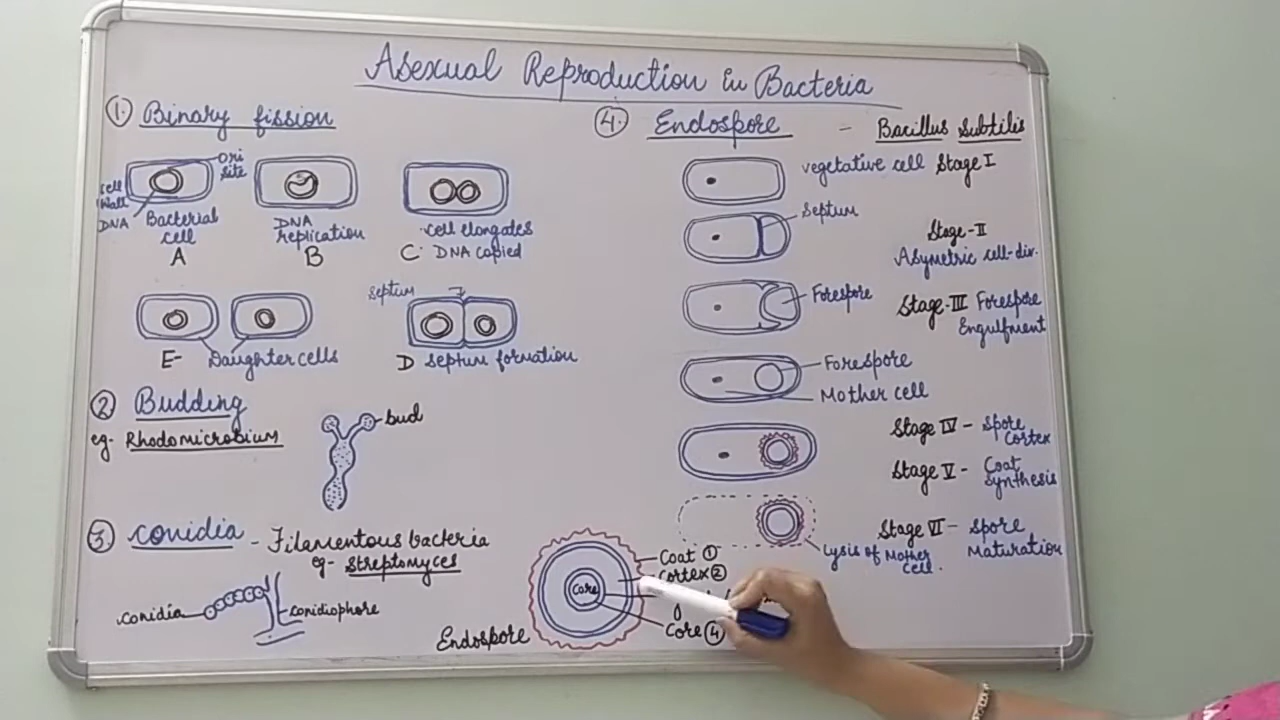 Asexual Reproduction in Bacteria
1. Binary fission
Ori
site
cell
wall
DNA
Bacterial
cell
A
DNA
replication
B
cell elongates
C. DNA copied
septum
E- Daughter cells
D septum formation
2 Budding
eg- Rhodomicrobium
bud
3 conidia - Filamentous bacteria
eg- Streptomyces
conidia
conidiophore
4. Endospore - Bacillus subtilis
vegetative cell Stage I
Septum
Stage-II
Asymetric cell-div.
Forespore
Stage-III Forespore
Engulfment
Forespore
Mother cell
Stage IV - Spore
Cortex
Stage V - Coat
Synthesis
Stage VI - Spore
Maturation
Lysis of Mother
cell.
Coat 1
Cortex 2
Core
Core 4
Endospore